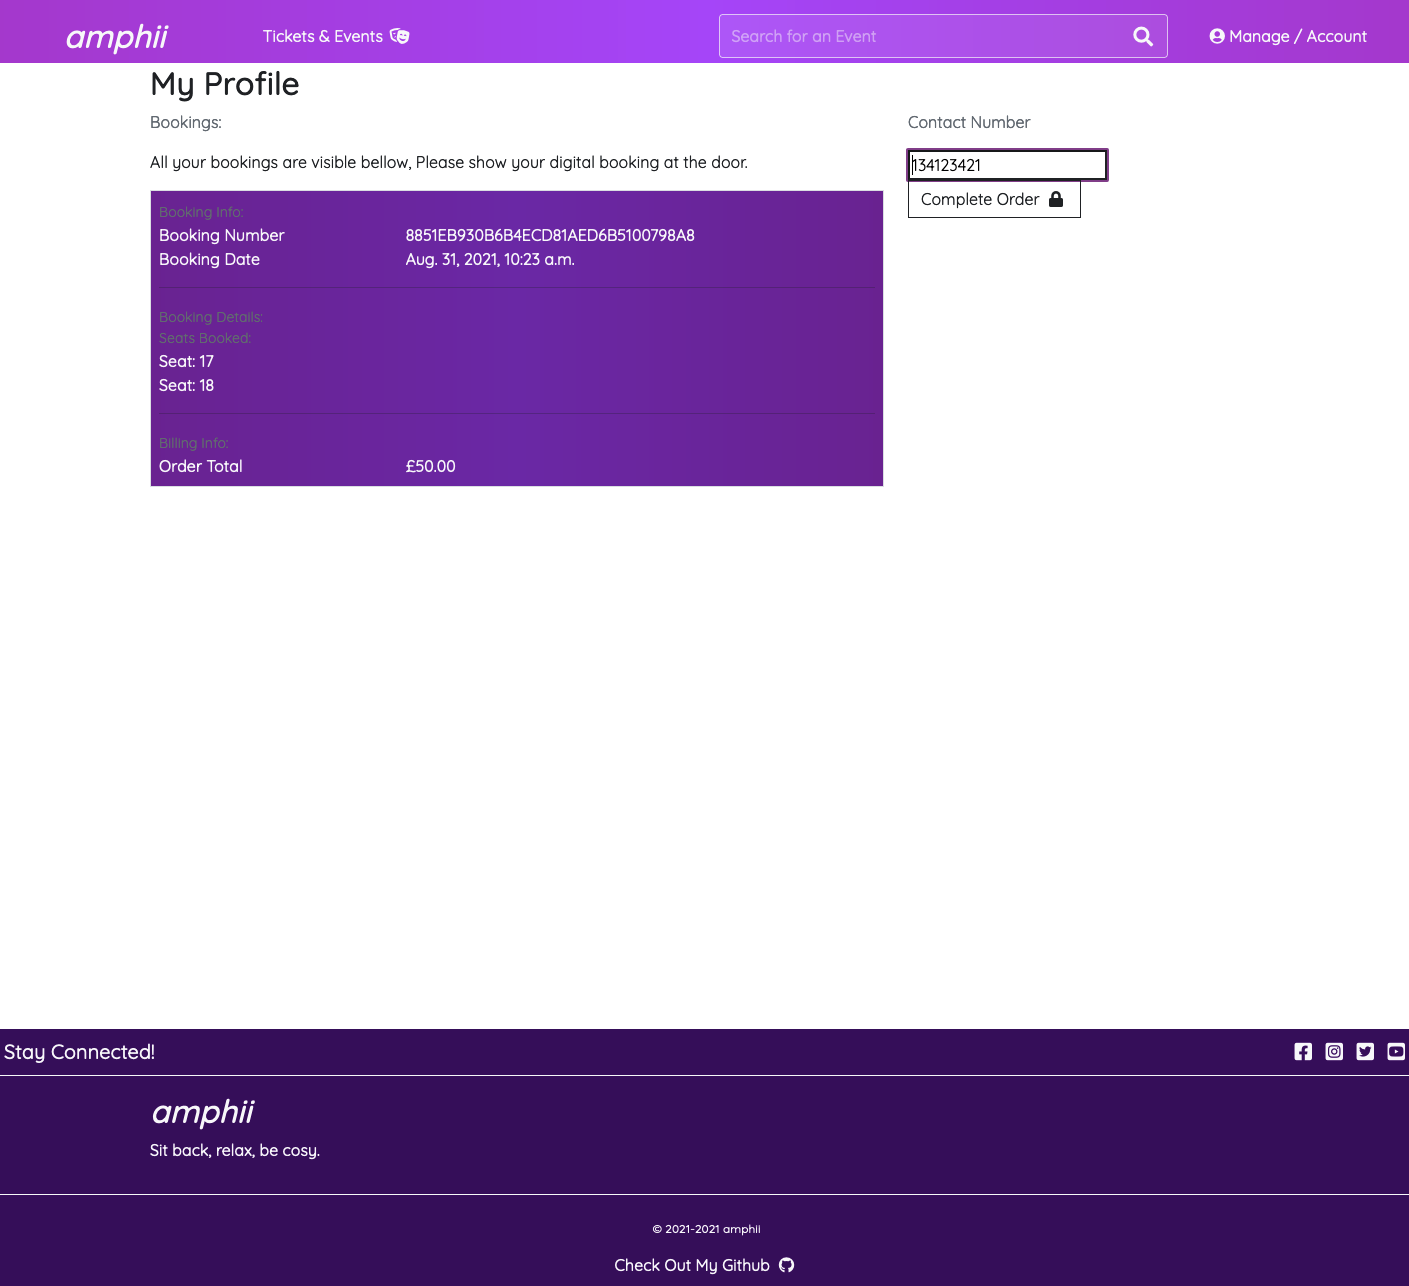 amphii
Tickets & Events
Search for an Event
Manage / Account
My Profile
Bookings:
All your bookings are visible bellow, Please show your digital booking at the door.
Booking Info:
Booking Number 8851EB930B6B4ECD81AED6B5100798A8
Booking Date Aug. 31, 2021, 10:23 a.m.
Booking Details:
Seats Booked:
Seat: 17
Seat: 18
Billing Info:
Order Total £50.00
Contact Number
134123421
Complete Order
Stay Connected!
amphii
Sit back, relax, be cosy.
© 2021-2021 amphii
Check Out My Github